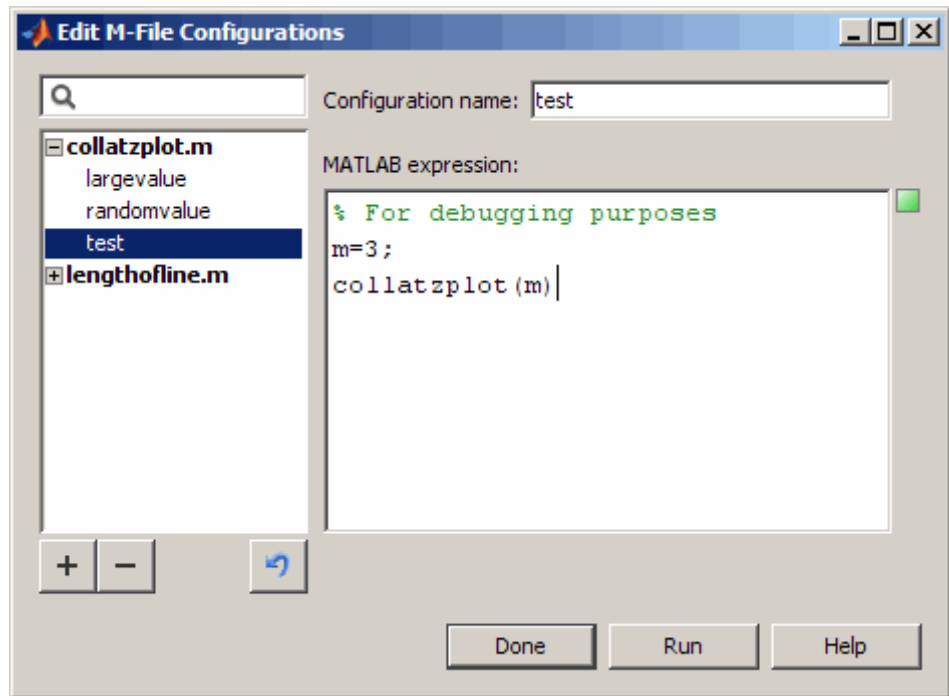 Edit M-File Configurations
Configuration name: test
collatzplot.m
largevalue
randomvalue
test
lengthofline.m
MATLAB expression:
% For debugging purposes
m=3;
collatzplot(m)
Done Run Help